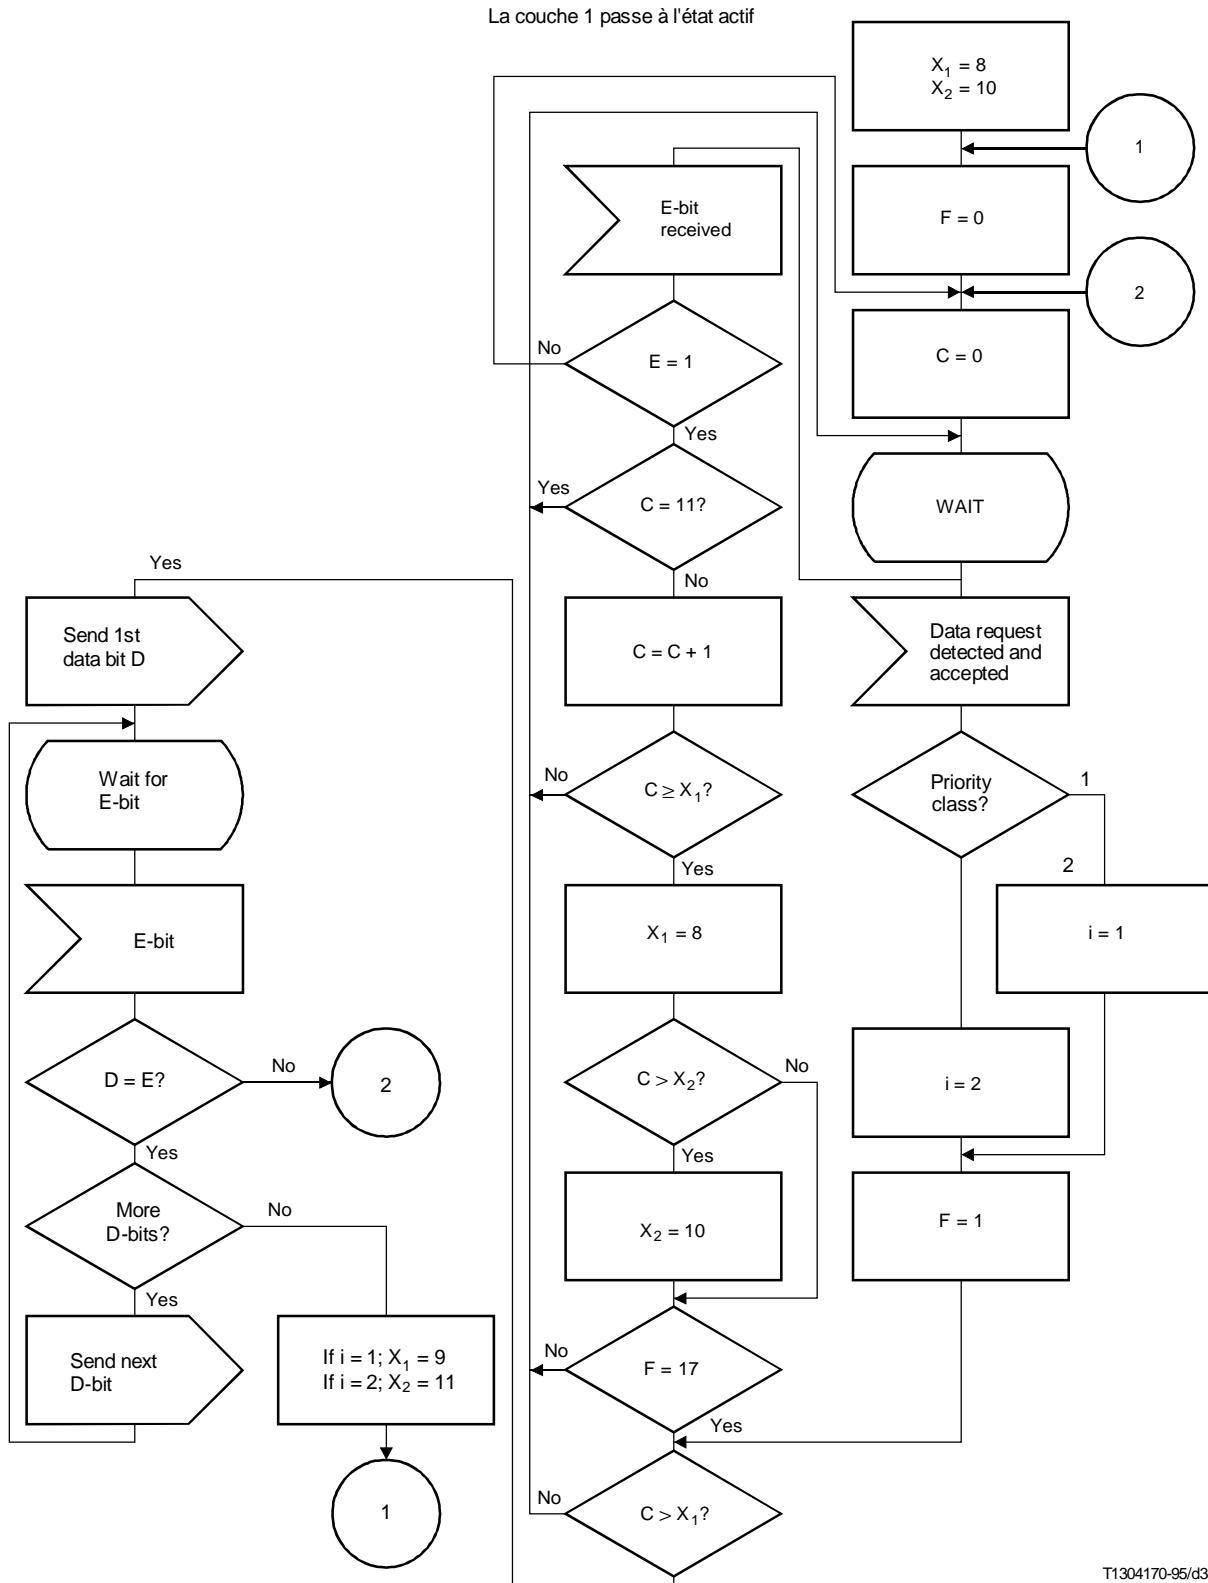 La couche 1 passe à l'état actif
X1 = 8
X2 = 10
1
E-bit
received
F = 0
2
No
E = 1
C = 0
Yes
Yes
C = 11?
WAIT
Yes
No
Send 1st
data bit D
C = C + 1
Data request
detected and
accepted
Wait for
E-bit
No
C ≥ X1?
Priority
class?
1
Yes
2
E-bit
X1 = 8
i = 1
D = E?
No
2
C > X2?
No
i = 2
Yes
Yes
More
D-bits?
No
X2 = 10
F = 1
Yes
Send next
D-bit
If i = 1; X1 = 9
If i = 2; X2 = 11
No
F = 17
Yes
1
No
C > X1?
T1304170-95/d3